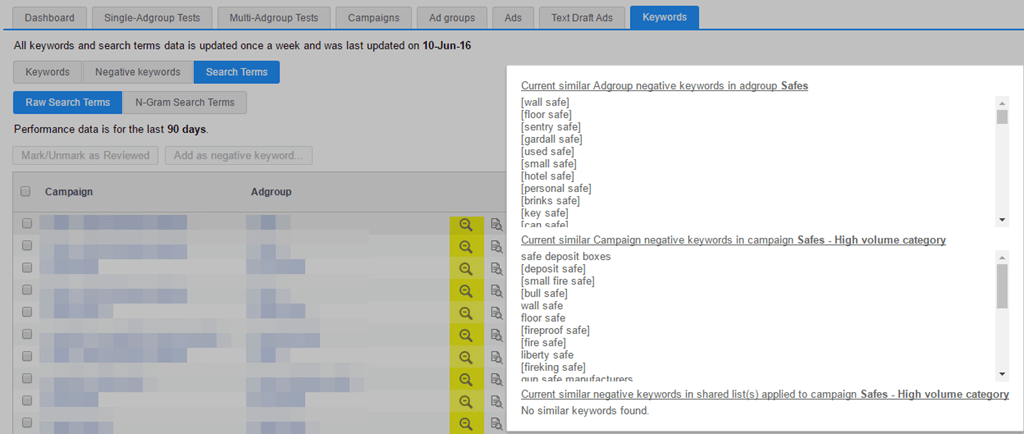 Dashboard
Single-Adgroup Tests
Multi-Adgroup Tests
Campaigns
Ad groups
Ads
Text Draft Ads
Keywords
All keywords and search terms data is updated once a week and was last updated on 10-Jun-16
Keywords
Negative keywords
Search Terms
Raw Search Terms
N-Gram Search Terms
Performance data is for the last 90 days.
Mark/Unmark as Reviewed
Add as negative keyword...
Campaign
Adgroup
Current similar Adgroup negative keywords in adgroup Safes
[wall safe]
[floor safe]
[sentry safe]
[gardall safe]
[used safe]
[small safe]
[hotel safe]
[personal safe]
[brinks safe]
[key safe]
[can safe]
Current similar Campaign negative keywords in campaign Safes - High volume category
safe deposit boxes
[deposit safe]
[small fire safe]
[bull safe]
wall safe
floor safe
[fireproof safe]
[fire safe]
liberty safe
[fireking safe]
gun safe manufacturers
Current similar negative keywords in shared list(s) applied to campaign Safes - High volume category
No similar keywords found.